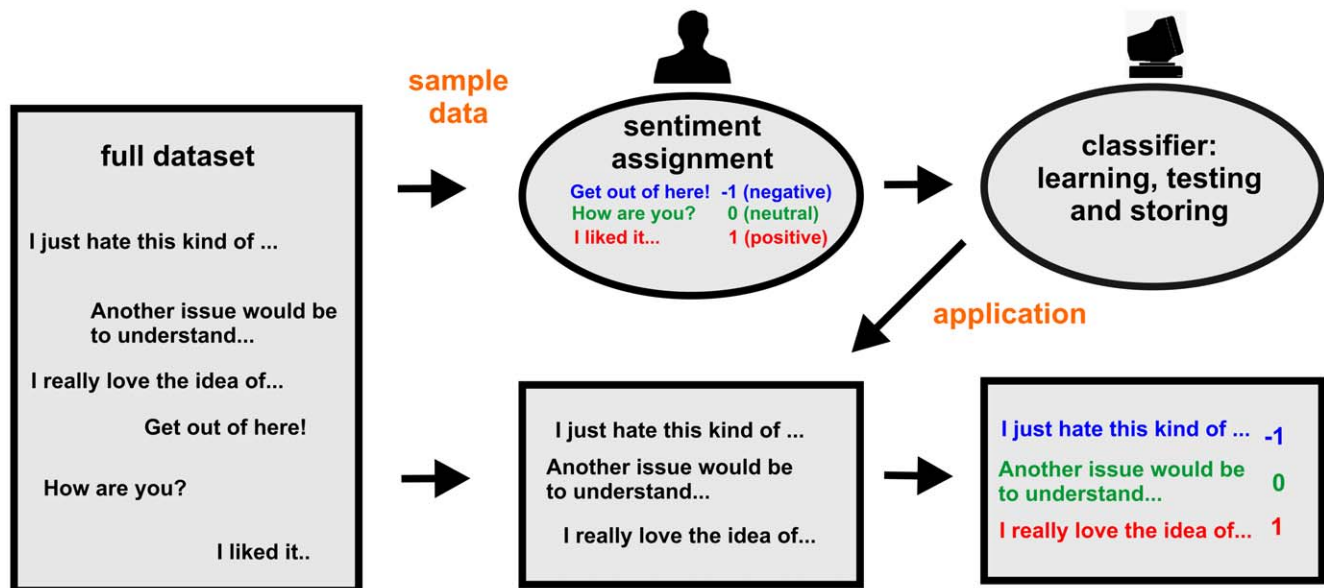 full dataset
I just hate this kind of ...
Another issue would be
to understand...
I really love the idea of...
Get out of here!
How are you?
I liked it..
sample
data
sentiment
assignment
Get out of here! -1 (negative)
How are you? 0 (neutral)
I liked it... 1 (positive)
classifier:
learning, testing
and storing
application
I just hate this kind of ...
Another issue would be
to understand...
I really love the idea of...
I just hate this kind of ... -1
Another issue would be
to understand... 0
I really love the idea of... 1